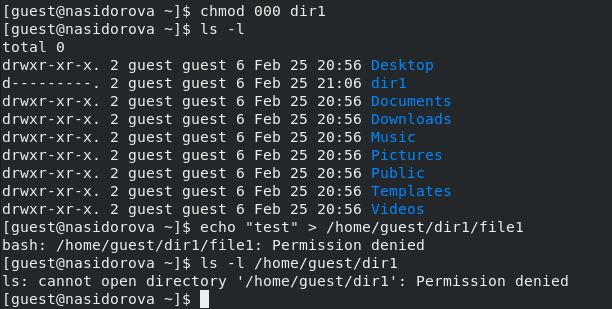 [guest@nasidorova ~]$ chmod 000 dir1
[guest@nasidorova ~]$ ls -l
total 0
drwxr-xr-x. 2 guest guest 6 Feb 25 20:56 Desktop
d---------. 2 guest guest 6 Feb 25 21:06 dir1
drwxr-xr-x. 2 guest guest 6 Feb 25 20:56 Documents
drwxr-xr-x. 2 guest guest 6 Feb 25 20:56 Downloads
drwxr-xr-x. 2 guest guest 6 Feb 25 20:56 Music
drwxr-xr-x. 2 guest guest 6 Feb 25 20:56 Pictures
drwxr-xr-x. 2 guest guest 6 Feb 25 20:56 Public
drwxr-xr-x. 2 guest guest 6 Feb 25 20:56 Templates
drwxr-xr-x. 2 guest guest 6 Feb 25 20:56 Videos
[guest@nasidorova ~]$ echo "test" > /home/guest/dir1/file1
bash: /home/guest/dir1/file1: Permission denied
[guest@nasidorova ~]$ ls -l /home/guest/dir1
ls: cannot open directory '/home/guest/dir1': Permission denied
[guest@nasidorova ~]$